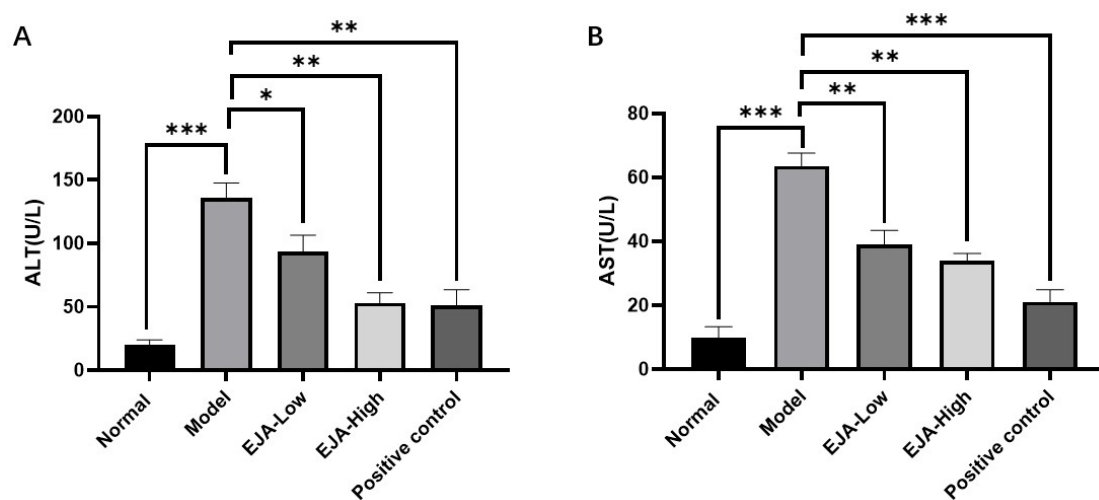 A
ALT(U/L)
200
150
100
50
0
***
*
**
**
Normal
Model
EJA-Low
EJA-High
Positive control
B
AST(U/L)
80
60
40
20
0
***
**
**
***
Normal
Model
EJA-Low
EJA-High
Positive control